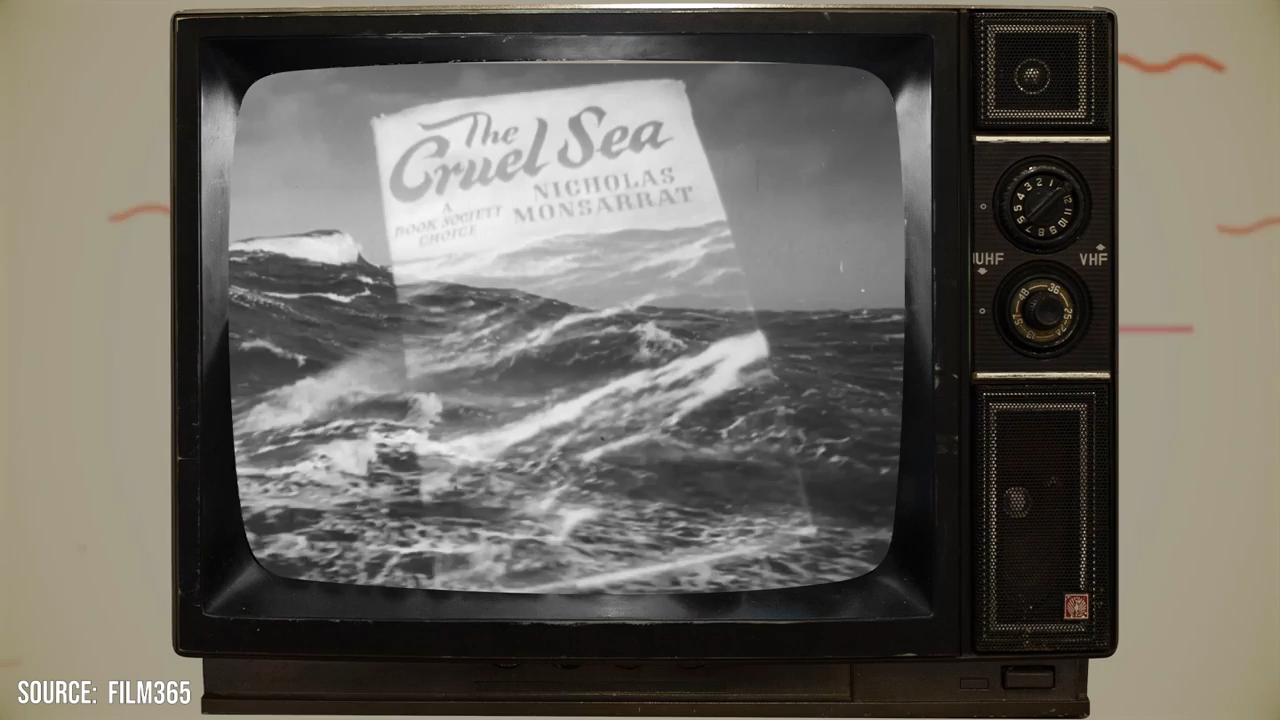 The
Cruel Sea
A
BOOK SOCIETY
CHOICE
NICHOLAS
MONSARRAT
UHF
VHF
SOURCE: FILM365